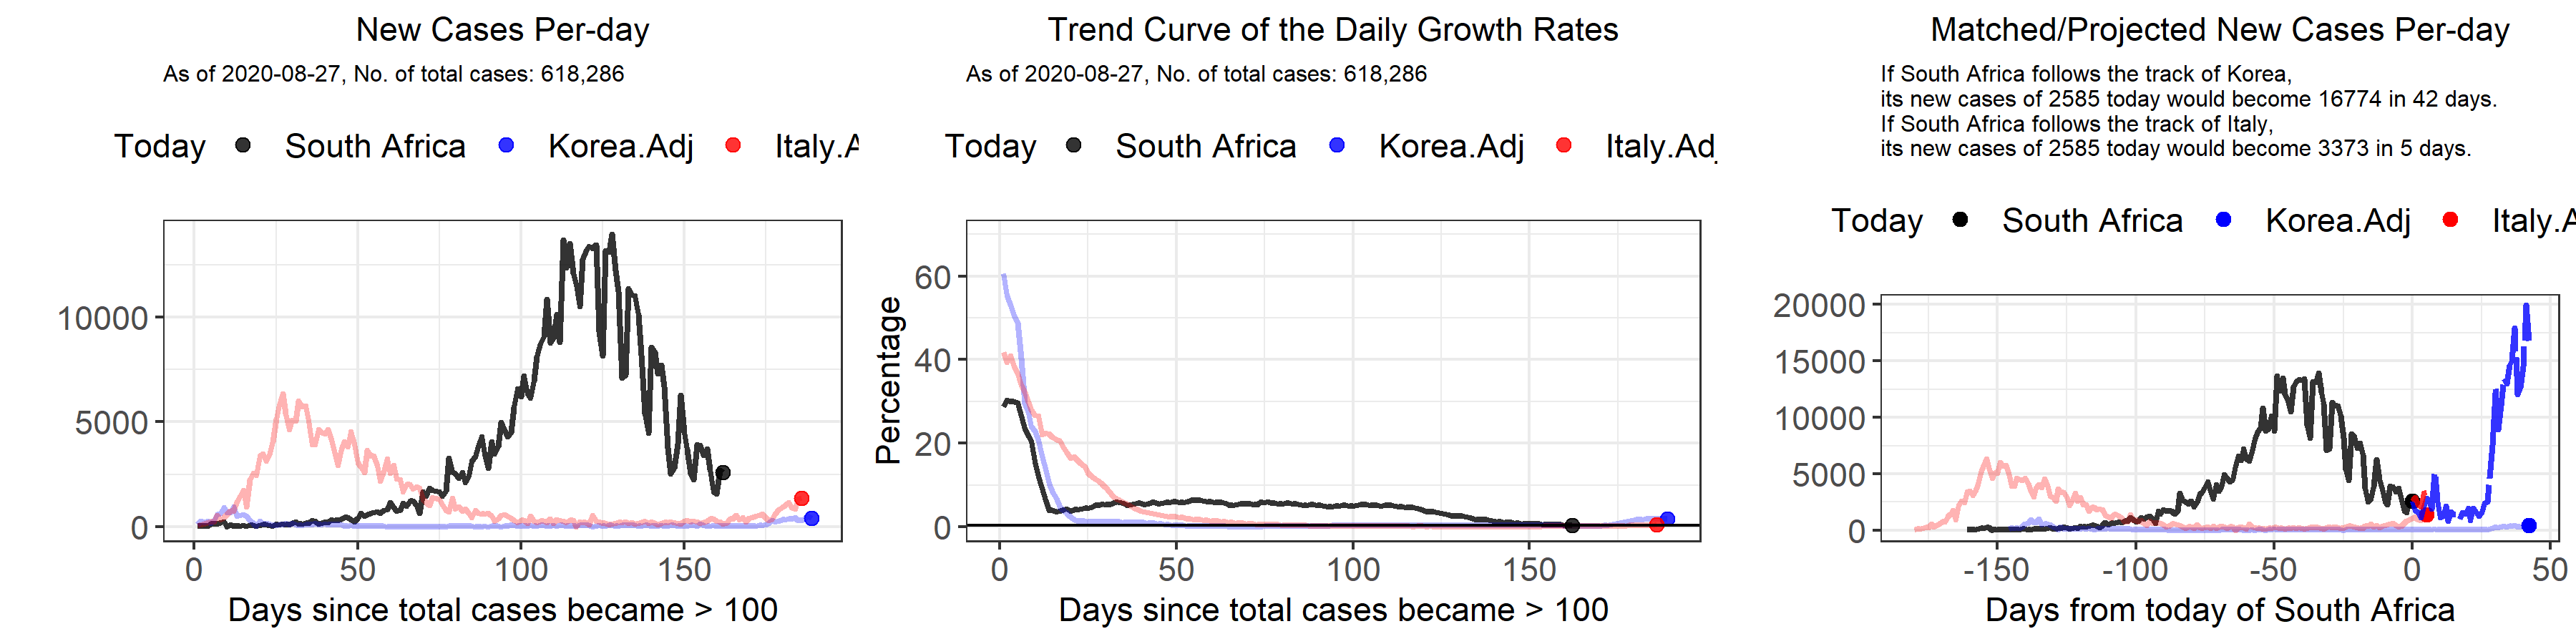 New Cases Per-day
As of 2020-08-27, No. of total cases: 618,286
Today South Africa Korea.Adj Italy.A
10000
5000
0
0 50 100 150
Days since total cases became > 100
Trend Curve of the Daily Growth Rates
As of 2020-08-27, No. of total cases: 618,286
Today South Africa Korea.Adj Italy.Adj
Percentage
60
40
20
0
0 50 100 150
Days since total cases became > 100
Matched/Projected New Cases Per-day
If South Africa follows the track of Korea,
its new cases of 2585 today would become 16774 in 42 days.
If South Africa follows the track of Italy,
its new cases of 2585 today would become 3373 in 5 days.
Today South Africa Korea.Adj Italy.A
20000
15000
10000
5000
0
-150 -100 -50 0 50
Days from today of South Africa